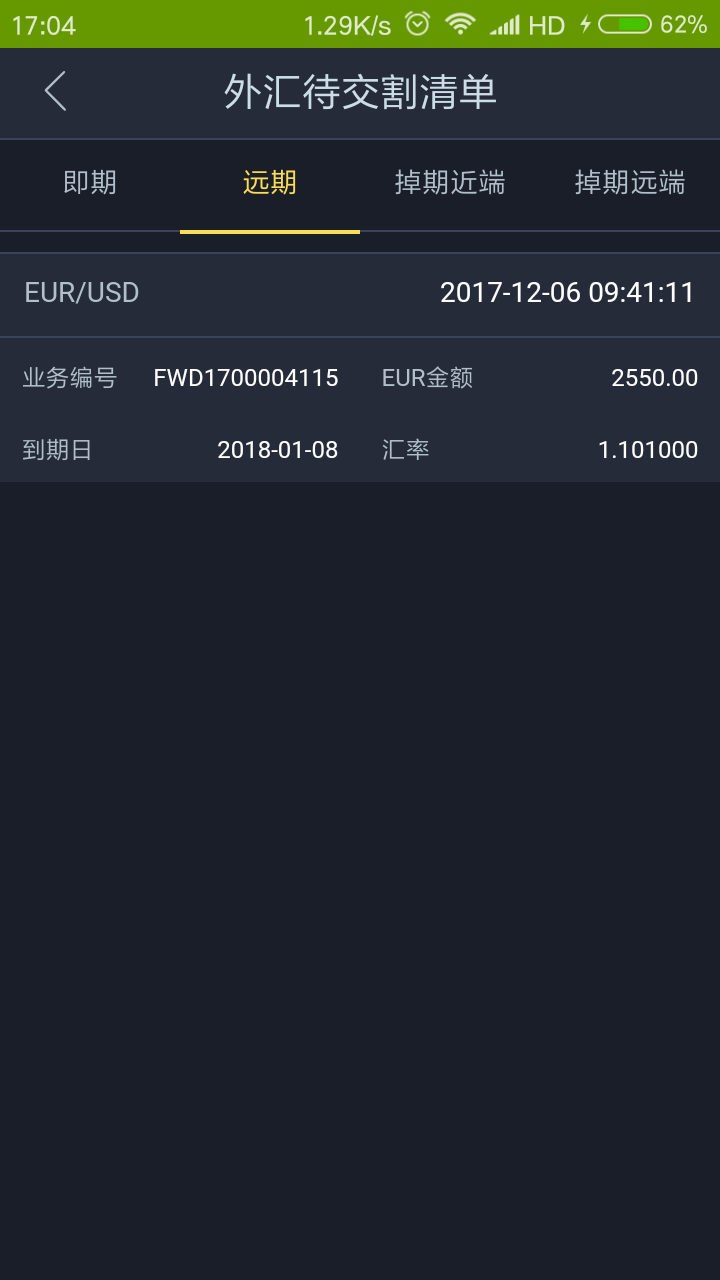 17:04 1.29K/s HD 62%
外汇待交割清单
即期 远期 掉期近端 掉期远端
EUR/USD 2017-12-06 09:41:11
业务编号 FWD1700004115 EUR金额 2550.00
到期日 2018-01-08 汇率 1.101000